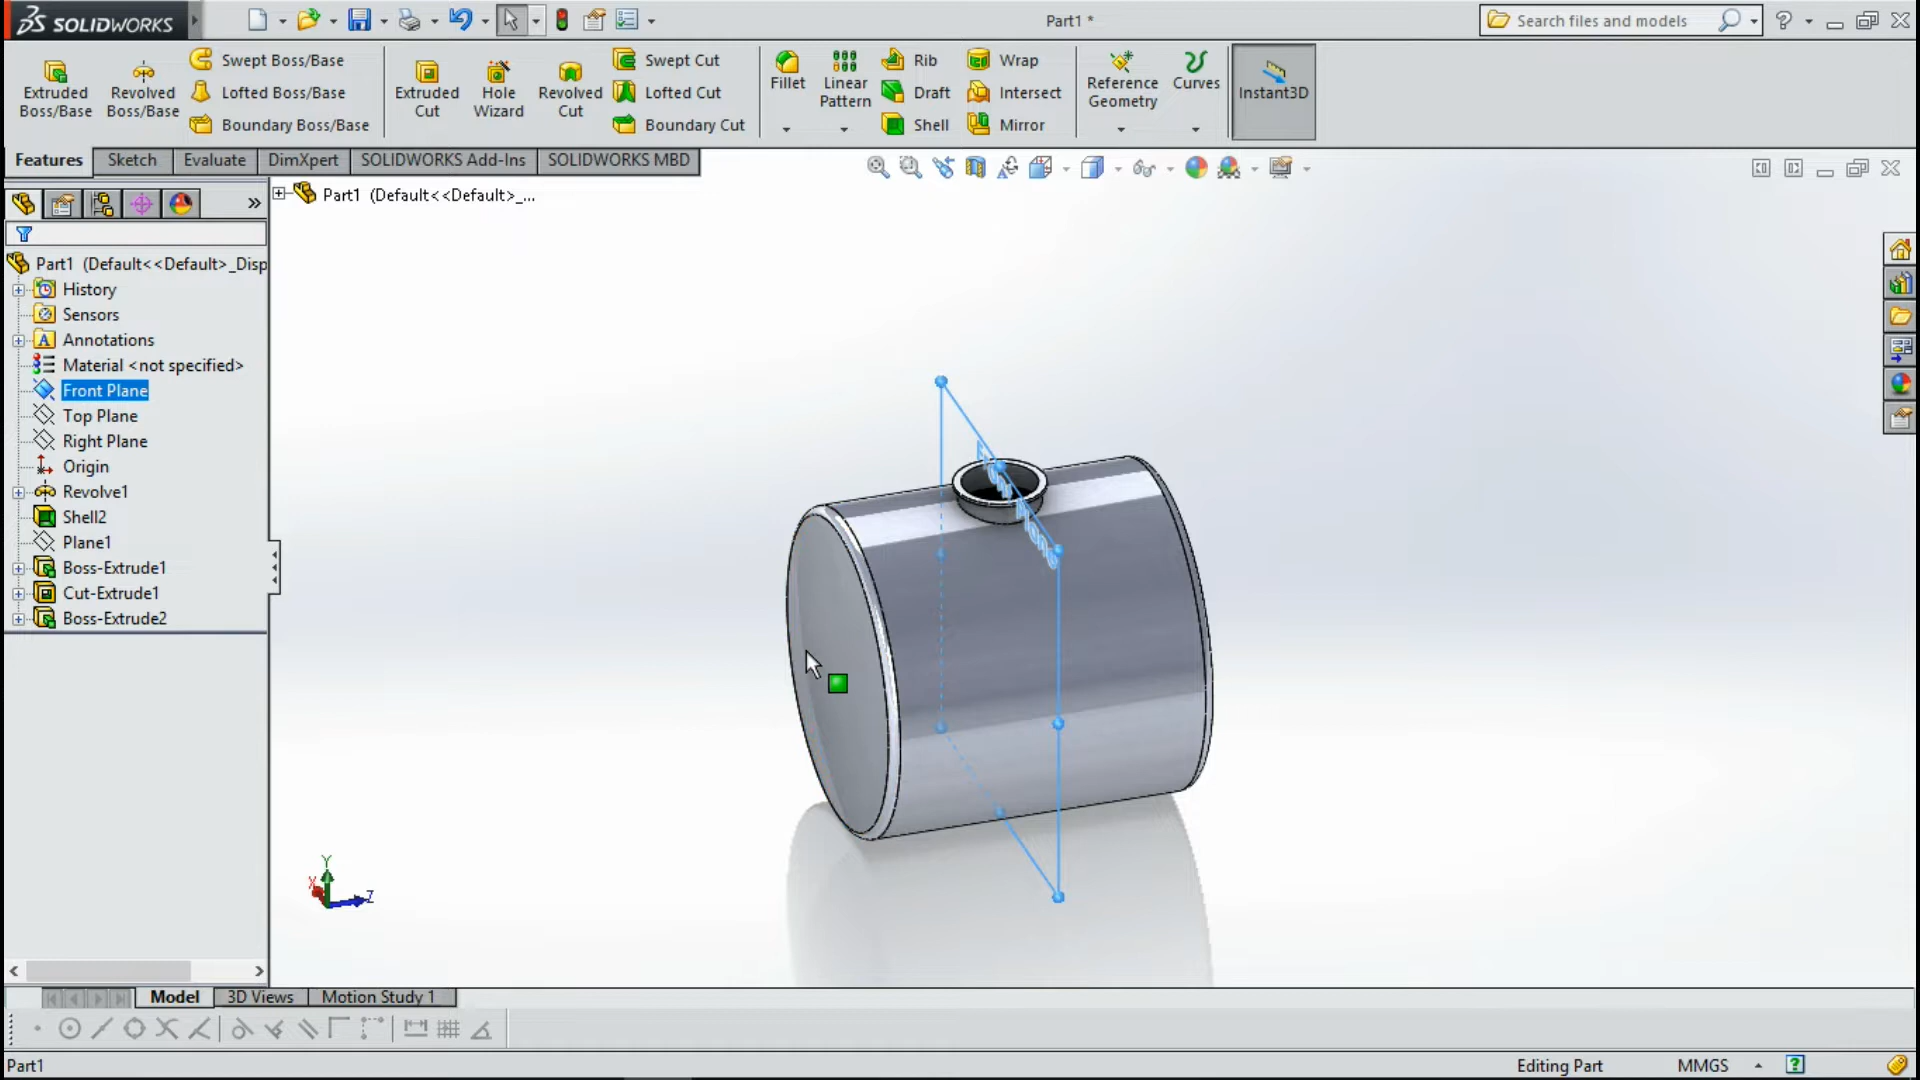 SOLIDWORKS
Part1 *
Search files and models
Extruded Boss/Base
Revolved Boss/Base
Swept Boss/Base
Lofted Boss/Base
Boundary Boss/Base
Extruded Cut
Hole Wizard
Revolved Cut
Swept Cut
Lofted Cut
Boundary Cut
Fillet
Linear Pattern
Rib
Draft
Shell
Wrap
Intersect
Mirror
Reference Geometry
Curves
Instant3D
Features
Sketch
Evaluate
DimXpert
SOLIDWORKS Add-Ins
SOLIDWORKS MBD
Part1 (Default<<Default>_...
Part1 (Default<<Default>_Disp
History
Sensors
Annotations
Material <not specified>
Front Plane
Top Plane
Right Plane
Origin
Revolve1
Shell2
Plane1
Boss-Extrude1
Cut-Extrude1
Boss-Extrude2
Front Plane
Y
X
Z
Model
3D Views
Motion Study 1
Part1
Editing Part
MMGS